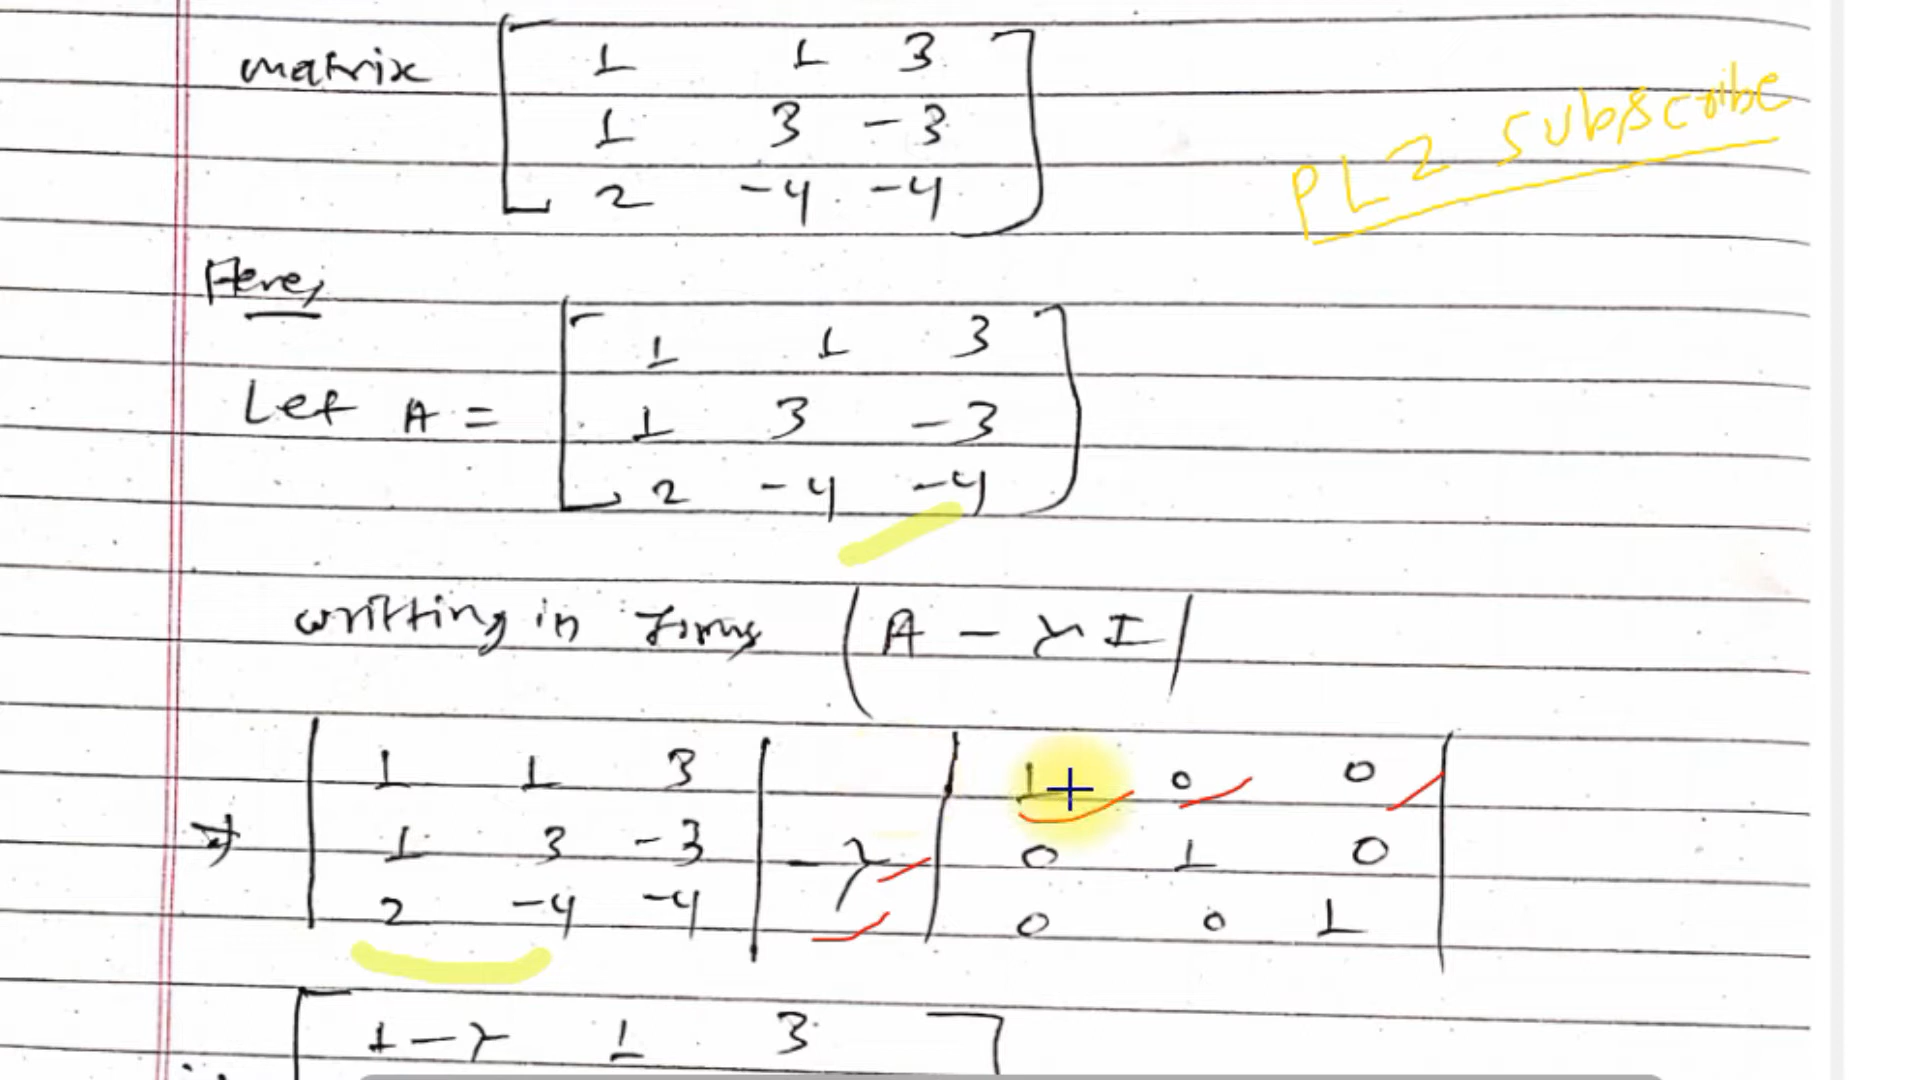 matrix [ 1 1 3
1 3 -3
2 -4 -4 ]
PLZ Subscribe
Here,
Let A = [ 1 1 3
1 3 -3
2 -4 -4 ]
writting in forms |A - λI|
⇒ | 1 1 3 | - λ | 1 0 0 |
| 1 3 -3 | | 0 1 0 |
| 2 -4 -4 | | 0 0 1 |
[ 1-λ 1 3 ]